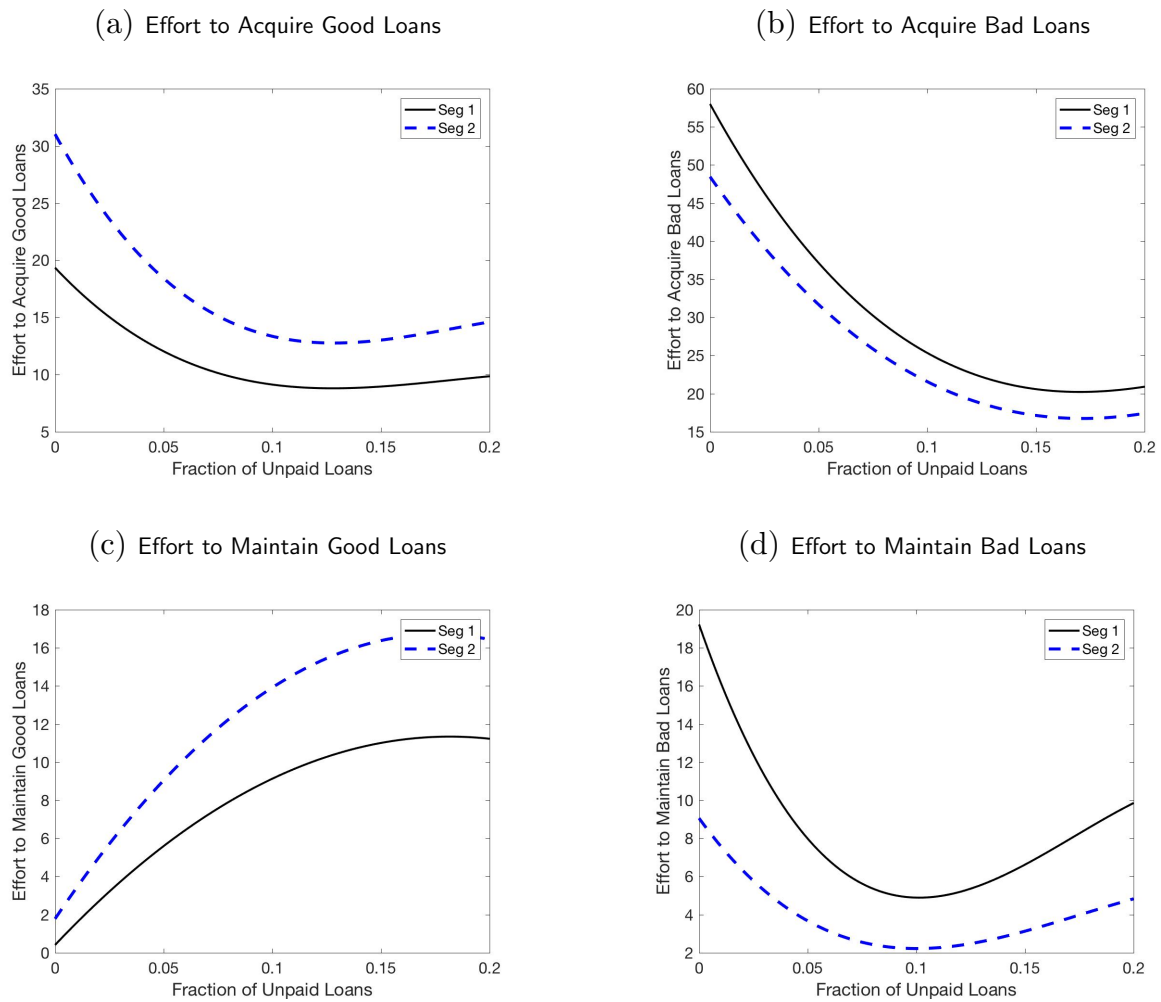 (a) Effort to Acquire Good Loans
35
30
25
20
15
10
5
0
0.05
0.1
0.15
0.2
Effort to Acquire Good Loans
Fraction of Unpaid Loans
Seg 1
Seg 2
(b) Effort to Acquire Bad Loans
60
55
50
45
40
35
30
25
20
15
0
0.05
0.1
0.15
0.2
Effort to Acquire Bad Loans
Fraction of Unpaid Loans
Seg 1
Seg 2
(c) Effort to Maintain Good Loans
18
16
14
12
10
8
6
4
2
0
0
0.05
0.1
0.15
0.2
Effort to Maintain Good Loans
Fraction of Unpaid Loans
Seg 1
Seg 2
(d) Effort to Maintain Bad Loans
20
18
16
14
12
10
8
6
4
2
0
0.05
0.1
0.15
0.2
Effort to Maintain Bad Loans
Fraction of Unpaid Loans
Seg 1
Seg 2